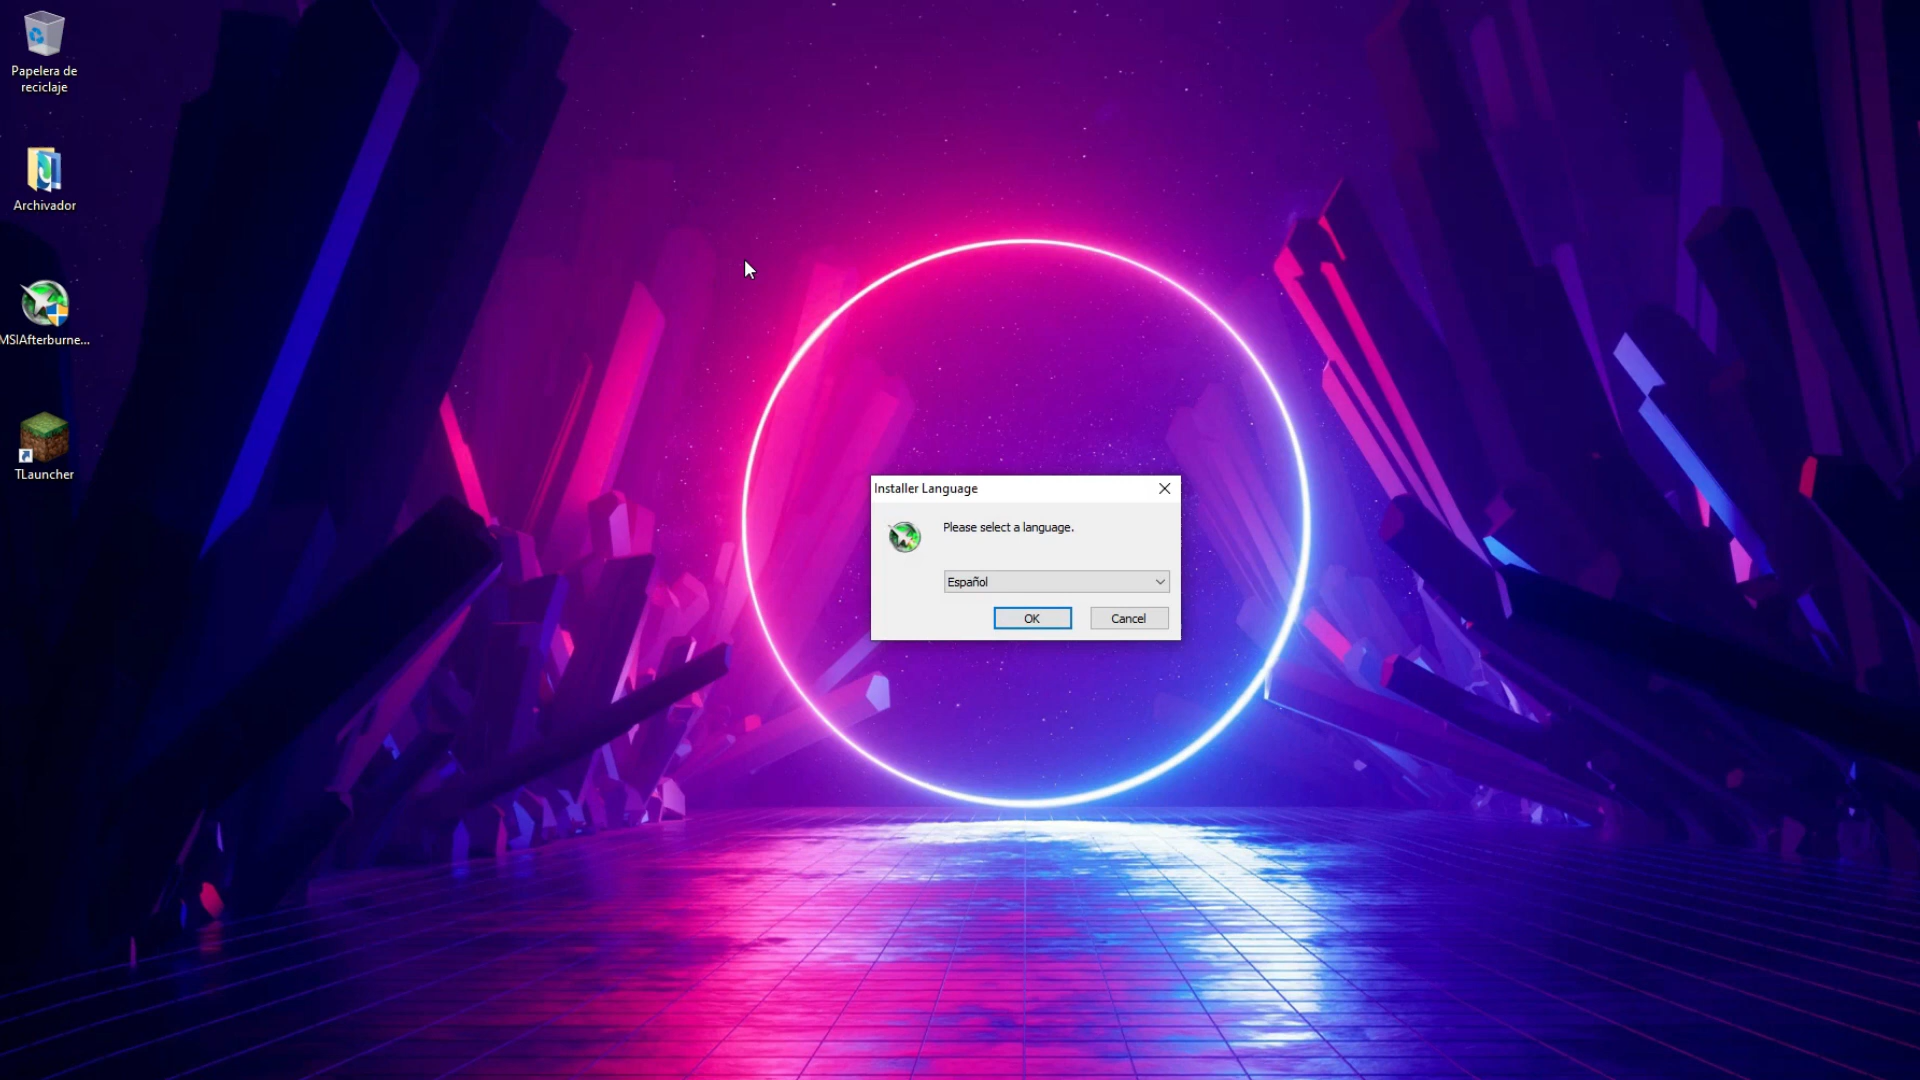 Papelera de
reciclaje
Archivador
MSIAfterburne...
TLauncher
Installer Language
Please select a language.
Español
OK
Cancel